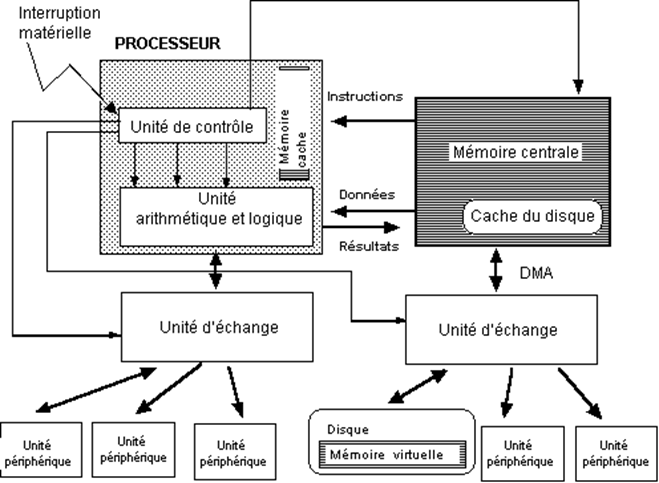 Interruption
matérielle
PROCESSEUR
Instructions
Unité de contrôle
Mémoire
cache
Mémoire centrale
Unité
arithmétique et logique
Données
Cache du disque
Résultats
DMA
Unité d'échange
Unité d'échange
Unité
périphérique
Unité
périphérique
Unité
périphérique
Disque
Mémoire virtuelle
Unité
périphérique
Unité
périphérique